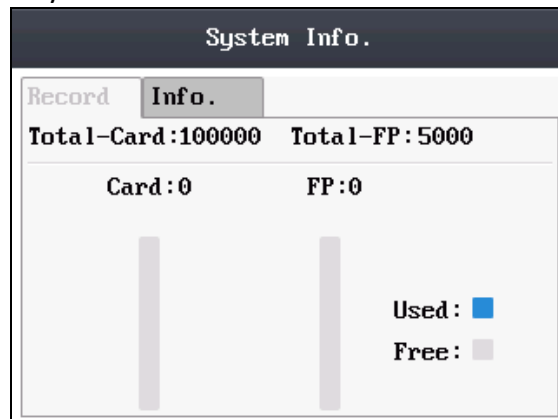 System Info.
Record Info.
Total-Card:100000 Total-FP:5000
Card:0 FP:0
Used:
Free: